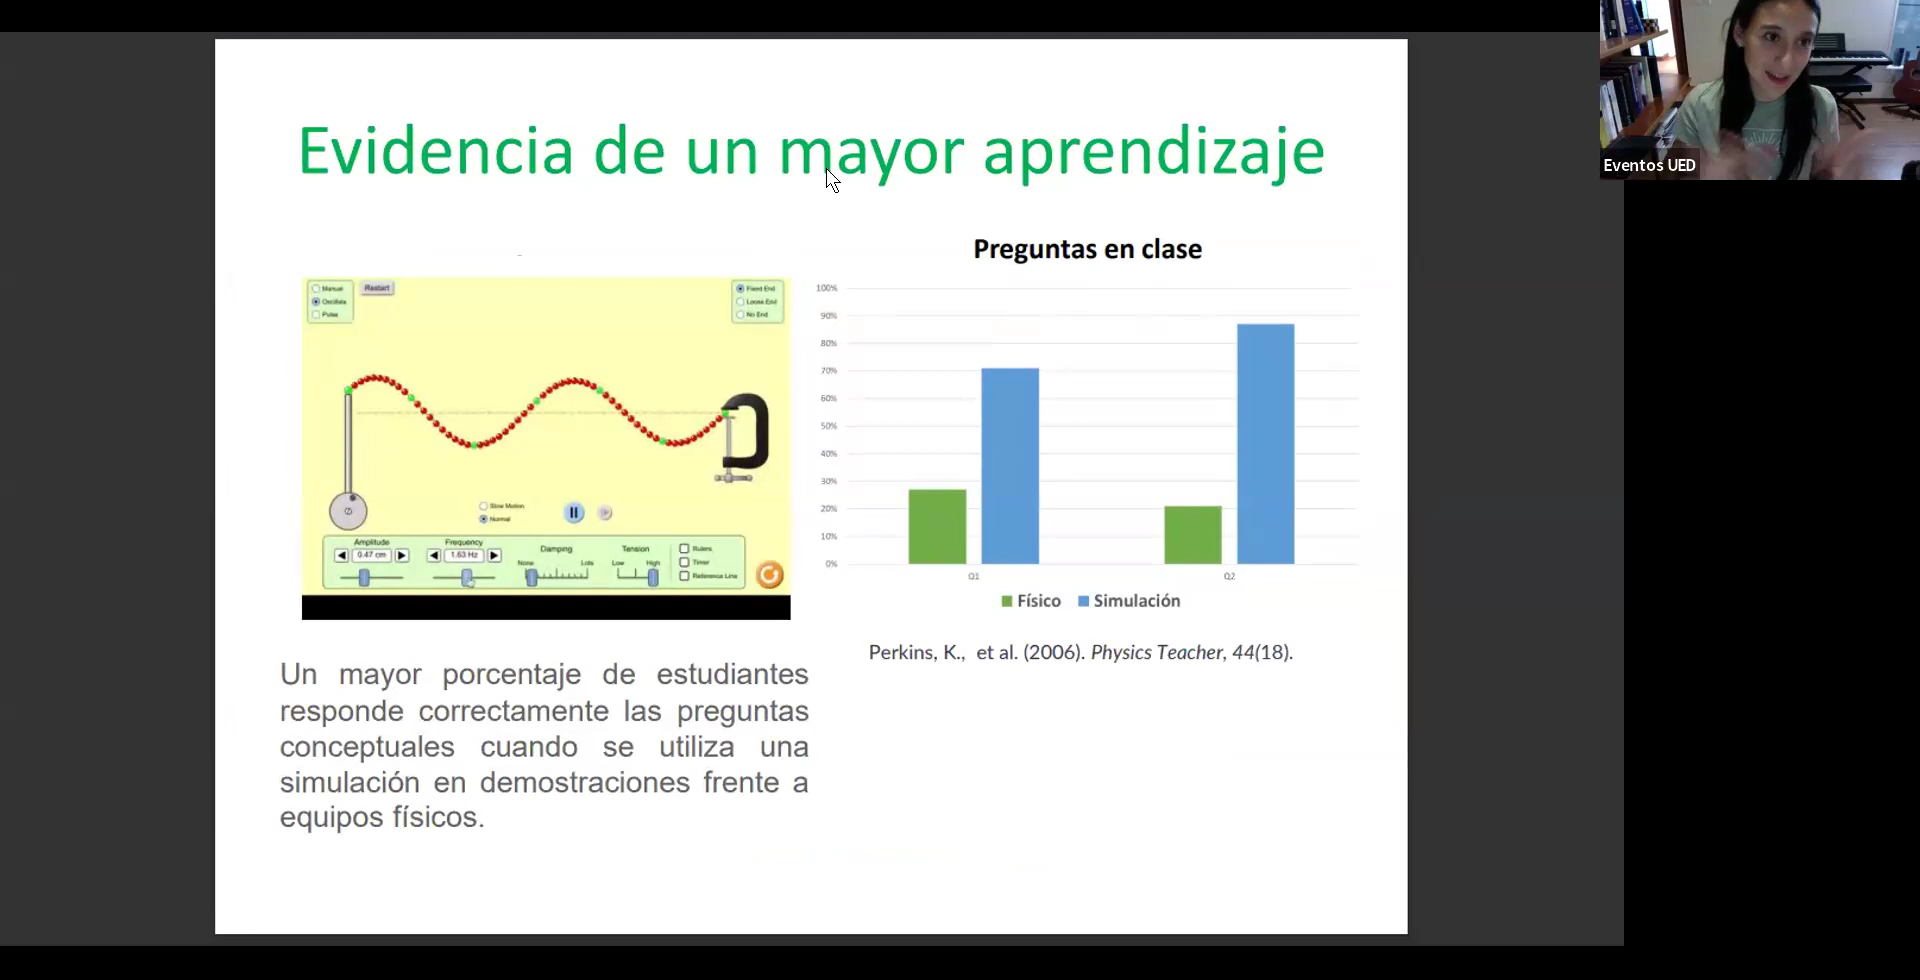 Eventos UED
Evidencia de un mayor aprendizaje
Manual
Oscillate
Pulse
Restart
Fixed End
Loose End
No End
Slow Motion
Normal
Amplitude
0.47 cm
Frequency
1.63 Hz
Damping
None
Lots
Tension
Low
High
Rulers
Timer
Reference Line
Preguntas en clase
100%
90%
80%
70%
60%
50%
40%
30%
20%
10%
0%
Q1
Q2
Físico
Simulación
Perkins, K., et al. (2006). Physics Teacher, 44(18).
Un mayor porcentaje de estudiantes
responde correctamente las preguntas
conceptuales cuando se utiliza una
simulación en demostraciones frente a
equipos físicos.